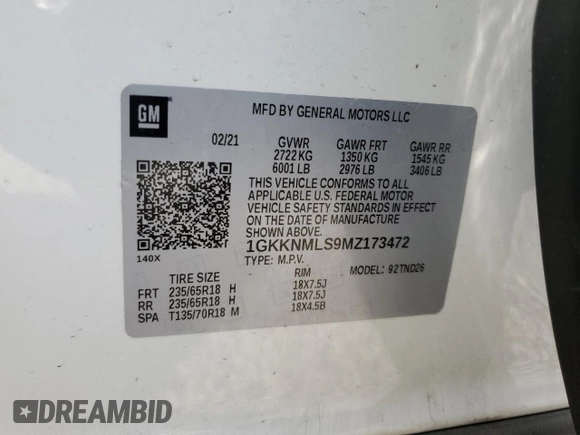 GM
MFD BY GENERAL MOTORS LLC
02/21 GVWR GAWR FRT GAWR RR
2722 KG 1350 KG 1545 KG
6001 LB 2976 LB 3406 LB
THIS VEHICLE CONFORMS TO ALL
APPLICABLE U.S. FEDERAL MOTOR
VEHICLE SAFETY STANDARDS IN EFFECT
ON THE DATE OF MANUFACTURE
SHOWN ABOVE.
1GKKNMLS9MZ173472
140X
TYPE: M.P.V. MODEL: 92TND26
TIRE SIZE RIM
FRT 235/65R18 H 18X7.5J
RR 235/65R18 H 18X7.5J
SPA T135/70R18 M 18X4.5B
DREAMBID